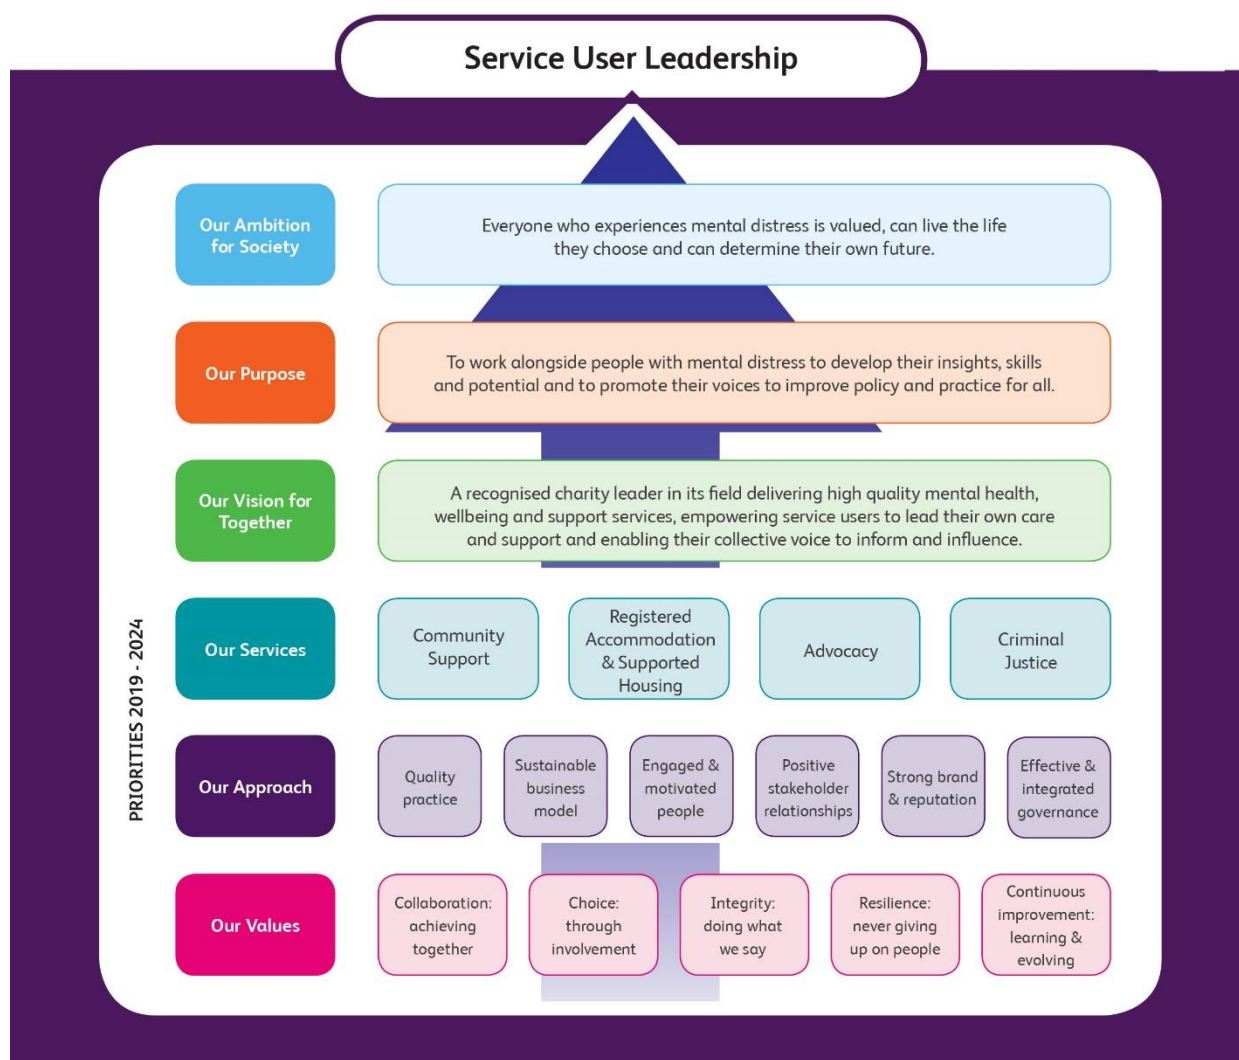 Service User Leadership
Our Ambition
for Society
Everyone who experiences mental distress is valued, can live the life
they choose and can determine their own future.
Our Purpose
To work alongside people with mental distress to develop their insights, skills
and potential and to promote their voices to improve policy and practice for all.
Our Vision for
Together
A recognised charity leader in its field delivering high quality mental health,
wellbeing and support services, empowering service users to lead their own care
and support and enabling their collective voice to inform and influence.
PRIORITIES 2019 - 2024
Our Services
Community
Support
Registered
Accommodation
& Supported
Housing
Advocacy
Criminal
Justice
Our Approach
Quality
practice
Sustainable
business
model
Engaged &
motivated
people
Positive
stakeholder
relationships
Strong brand
& reputation
Effective &
integrated
governance
Our Values
Collaboration:
achieving
together
Choice:
through
involvement
Integrity:
doing what
we say
Resilience:
never giving
up on people
Continuous
improvement:
learning &
evolving